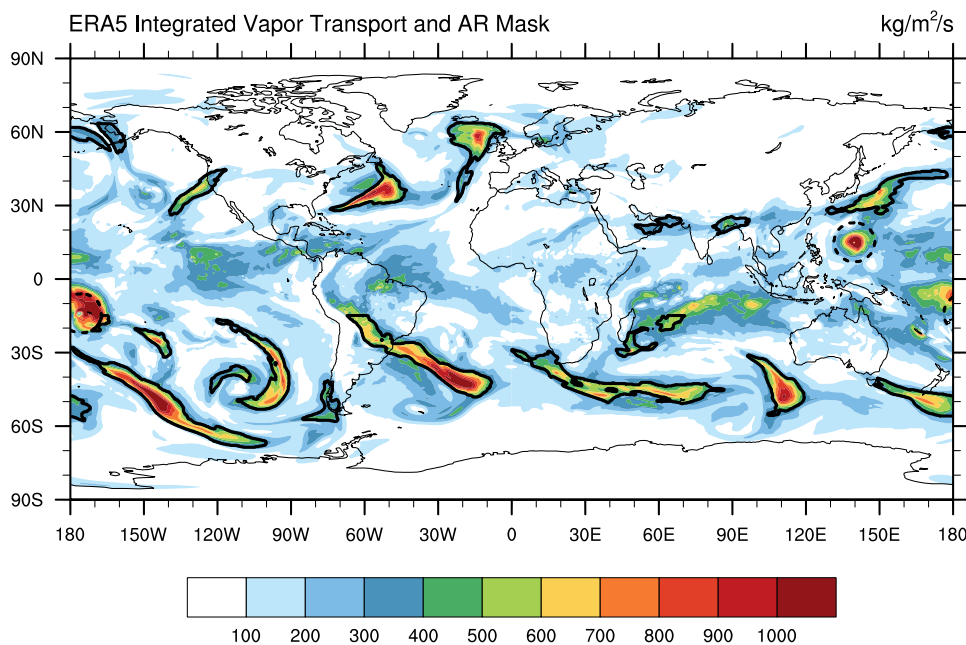 ERA5 Integrated Vapor Transport and AR Mask kg/m²/s
90N
60N
30N
0
30S
60S
90S
180 150W 120W 90W 60W 30W 0 30E 60E 90E 120E 150E 180
100 200 300 400 500 600 700 800 900 1000